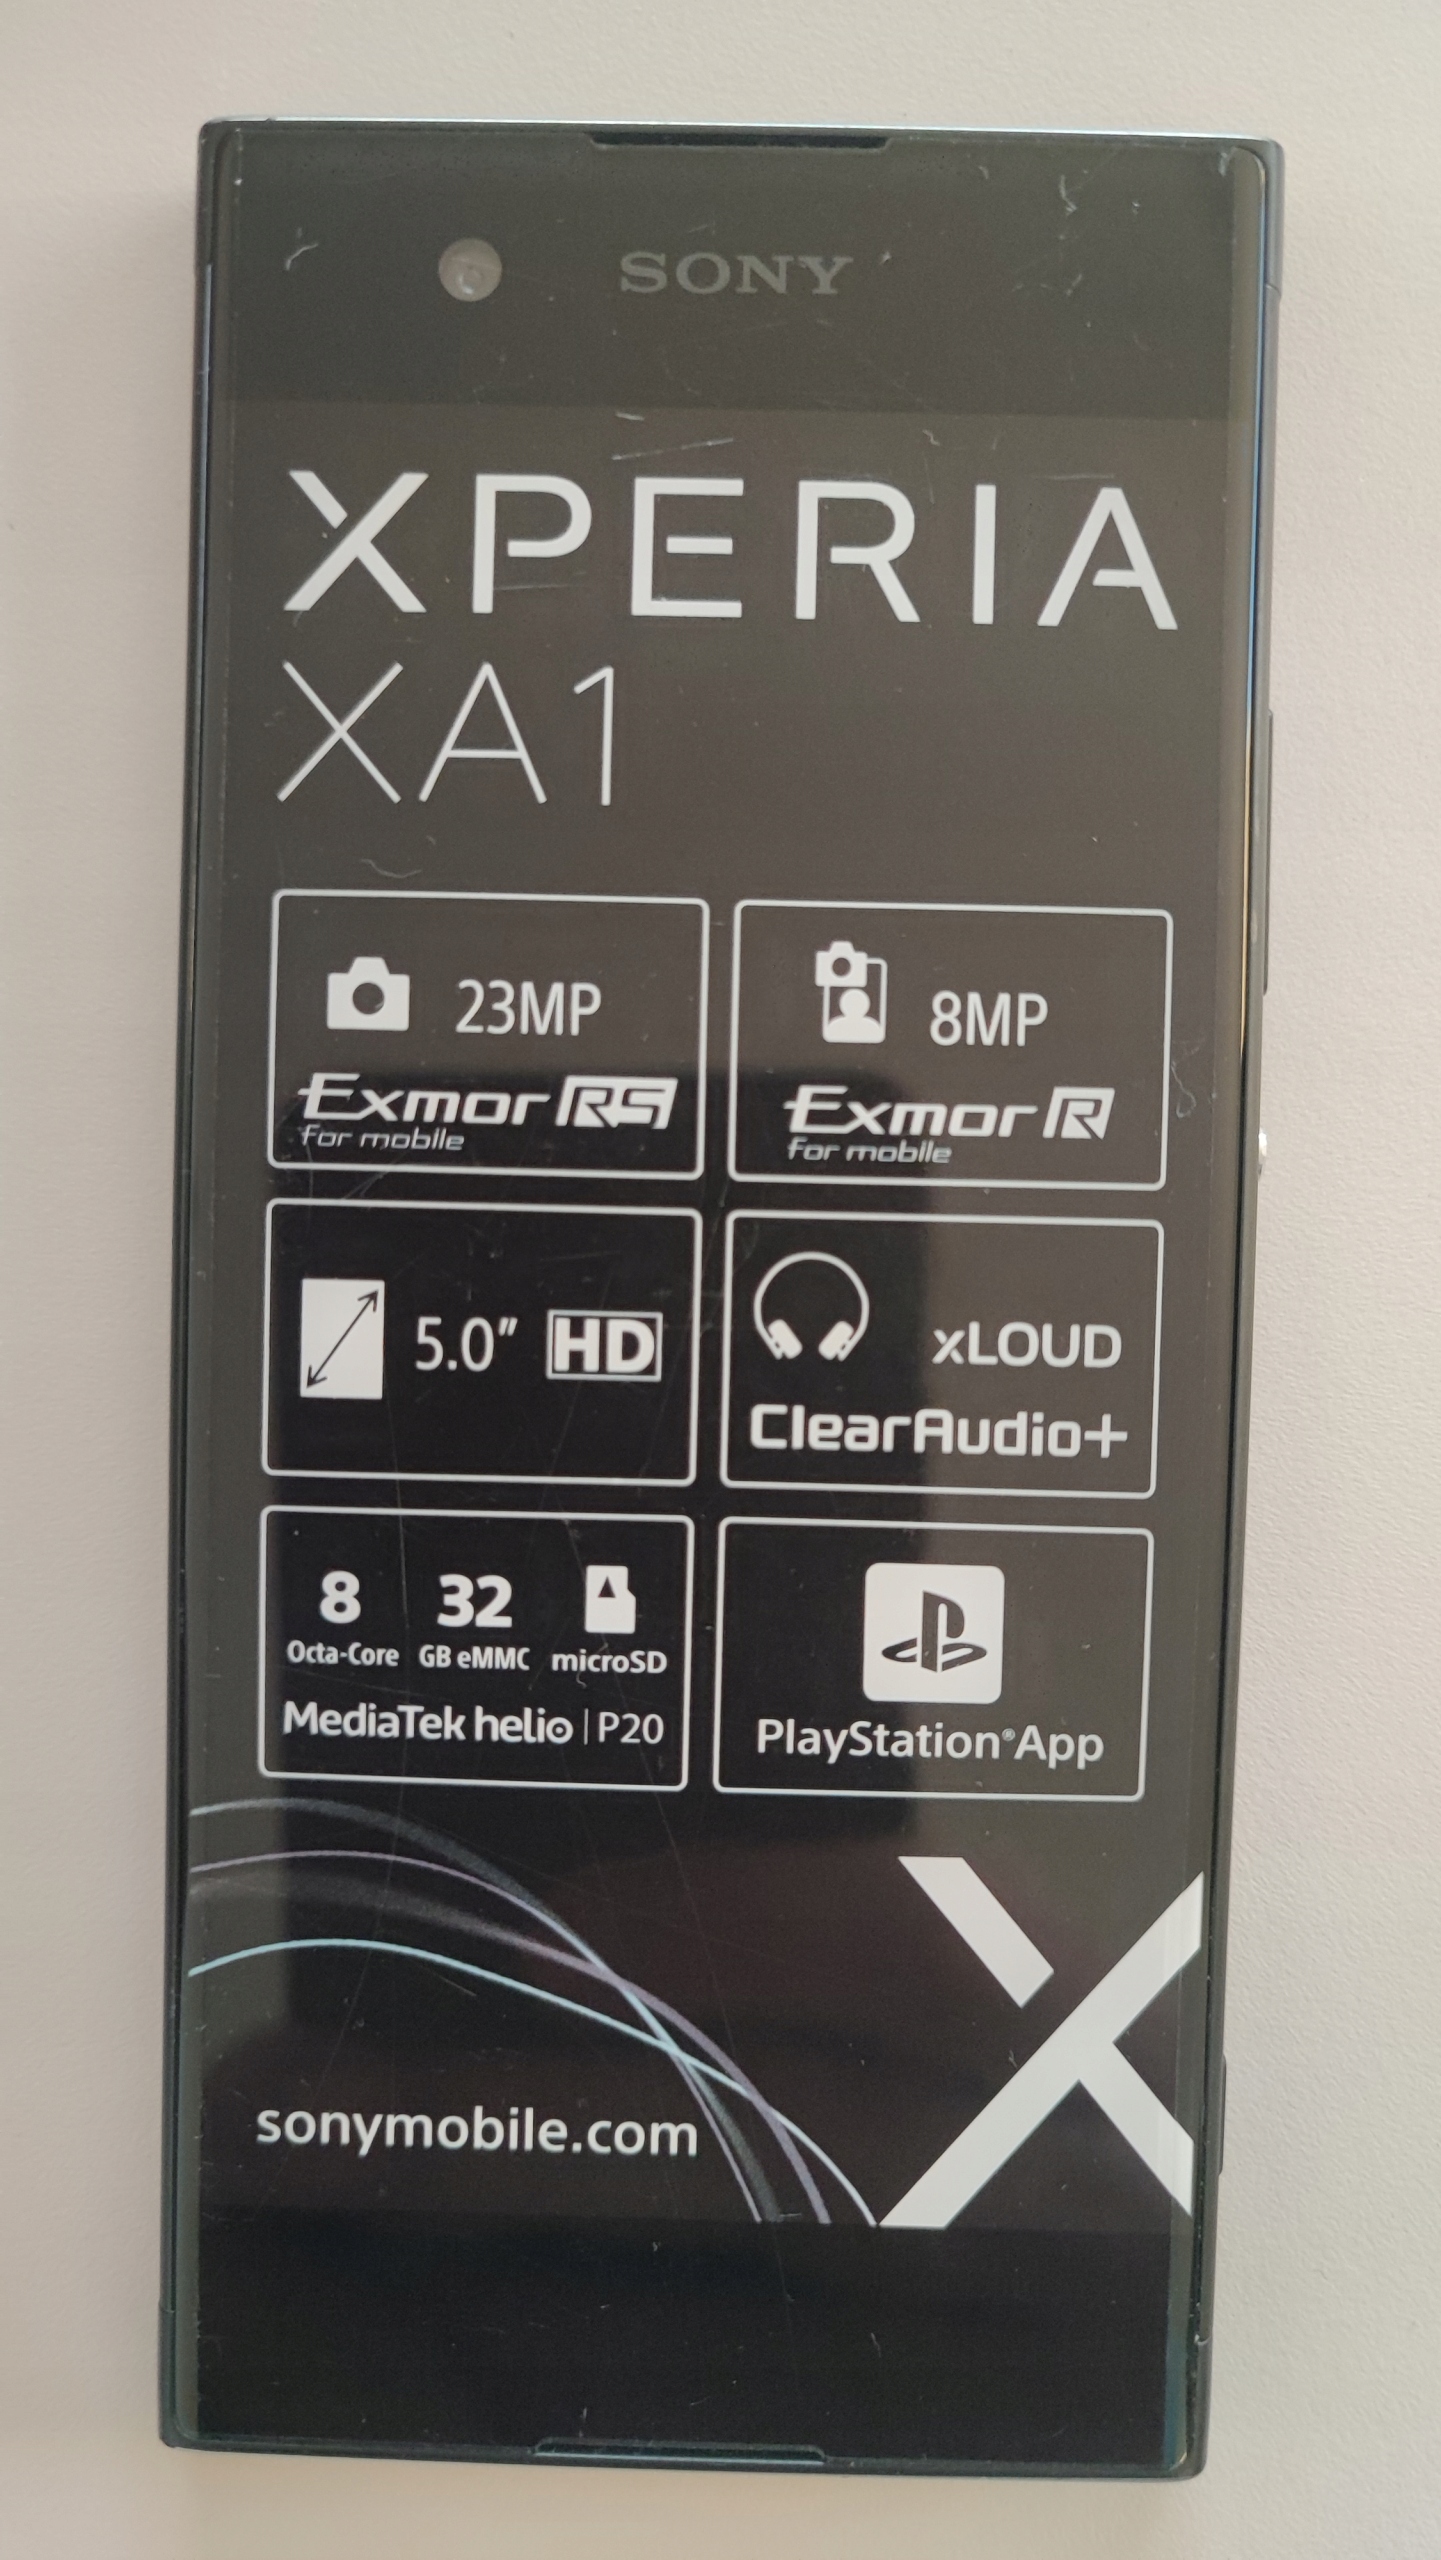 SONY
XPERIA
XA1
23MP
Exmor RS
for mobile
8MP
Exmor R
for mobile
5.0" HD
xLOUD
ClearAudio+
8 32
Octa-Core GB eMMC microSD
MediaTek helio | P20
PlayStation®App
sonymobile.com